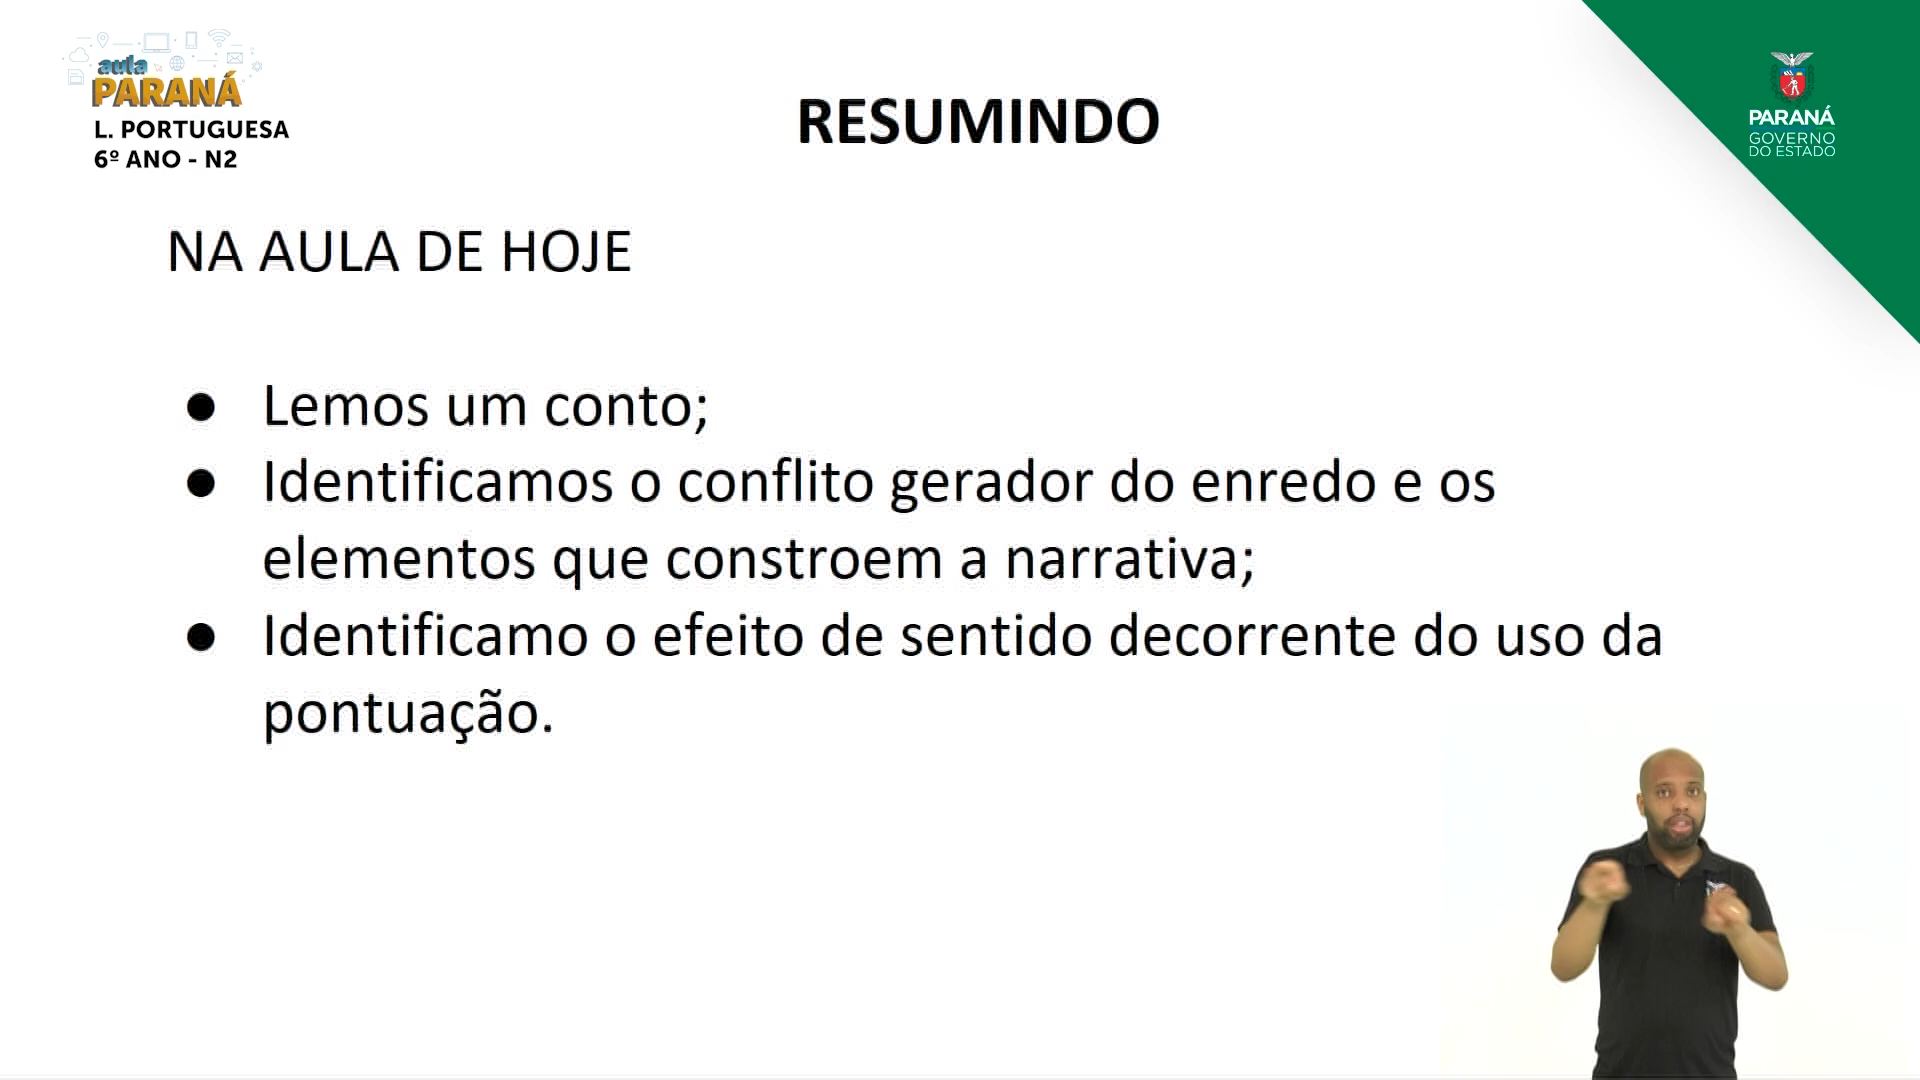 aula
PARANÁ
L. PORTUGUESA
6º ANO - N2
RESUMINDO
PARANÁ
GOVERNO
DO ESTADO
NA AULA DE HOJE
● Lemos um conto;
● Identificamos o conflito gerador do enredo e os
elementos que constroem a narrativa;
● Identificamo o efeito de sentido decorrente do uso da
pontuação.